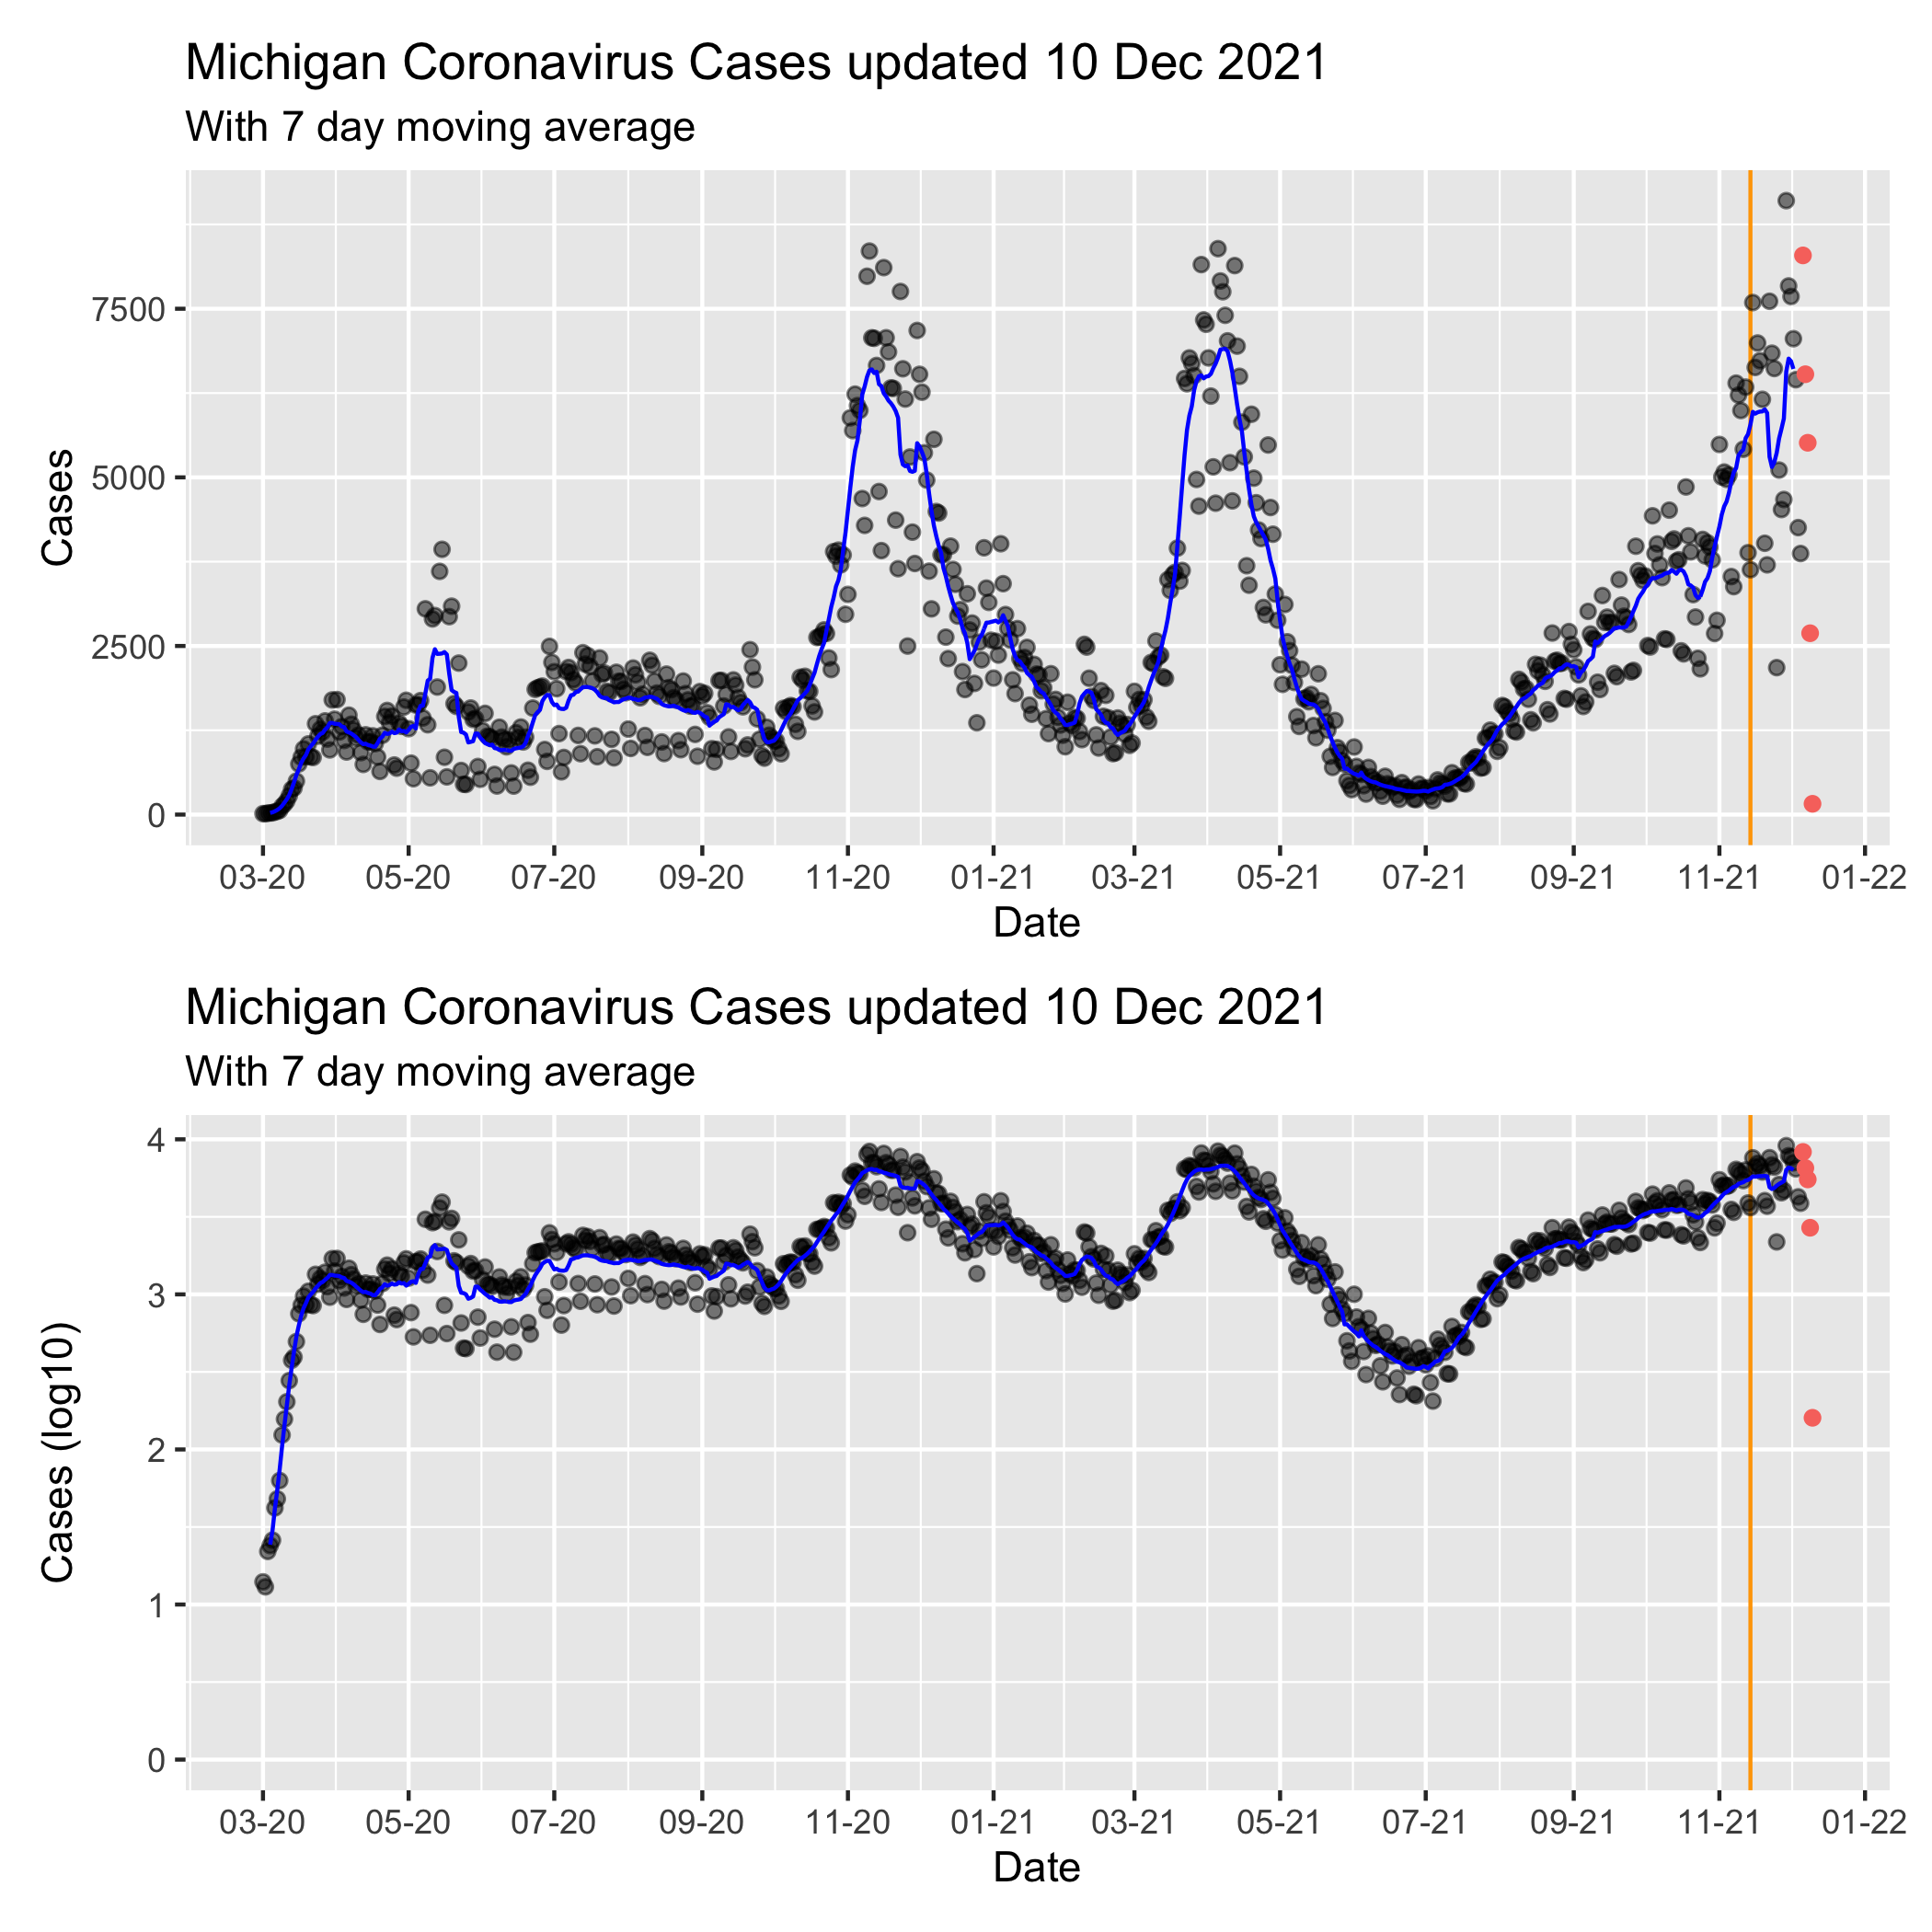 Michigan Coronavirus Cases updated 10 Dec 2021
With 7 day moving average
Cases
7500
5000
2500
0
03-20 05-20 07-20 09-20 11-20 01-21 03-21 05-21 07-21 09-21 11-21 01-22
Date
Michigan Coronavirus Cases updated 10 Dec 2021
With 7 day moving average
Cases (log10)
4
3
2
1
0
03-20 05-20 07-20 09-20 11-20 01-21 03-21 05-21 07-21 09-21 11-21 01-22
Date